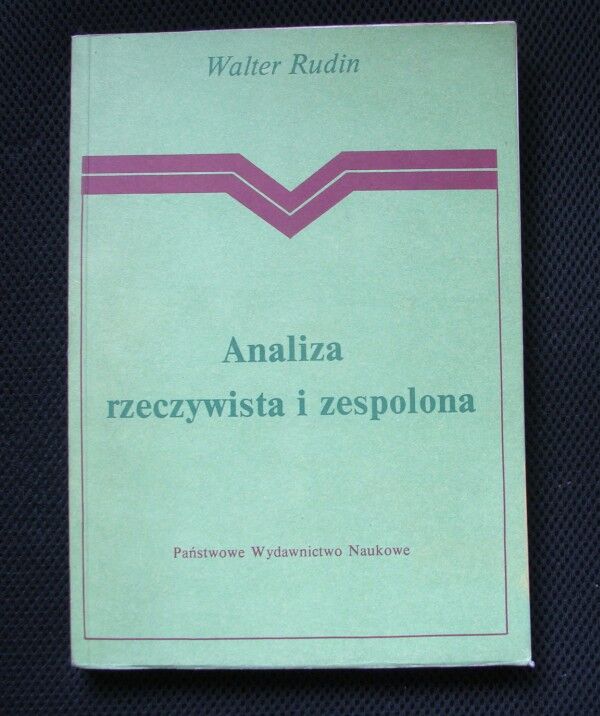 Walter Rudin
Analiza
rzeczywista i zespolona
Państwowe Wydawnictwo Naukowe